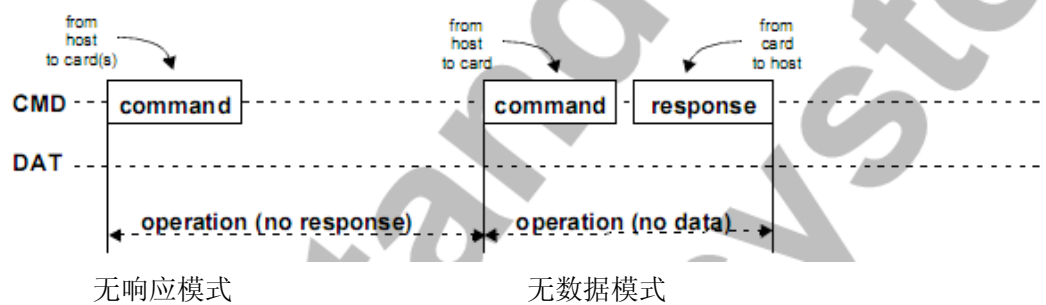 from
host
to card(s)
from
host
to card
from
card
to host
CMD
command
command
response
DAT
operation (no response)
operation (no data)
无响应模式
无数据模式